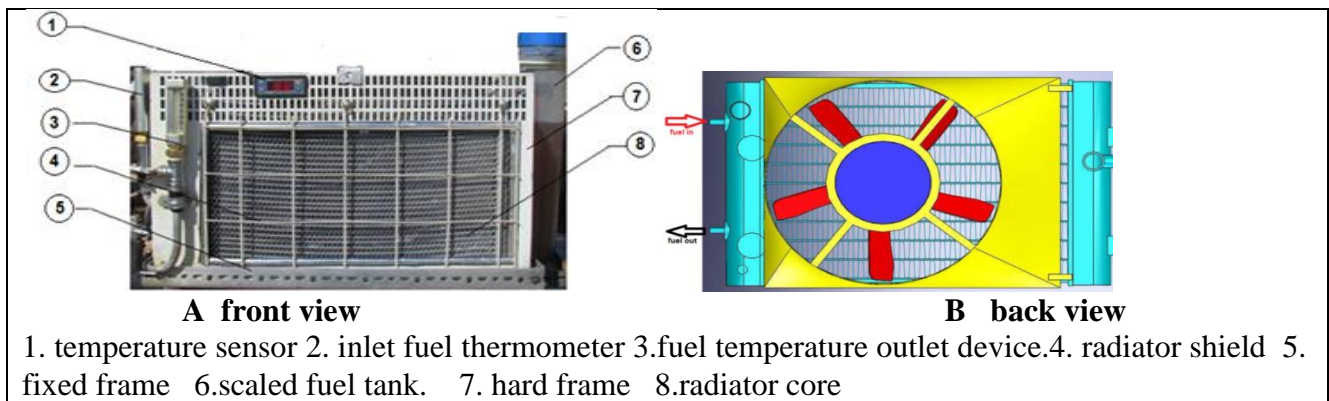 1
2
3
4
5
6
7
8
fuel in
fuel out
A front view
B back view
1. temperature sensor 2. inlet fuel thermometer 3.fuel temperature outlet device.4. radiator shield 5.
fixed frame 6.scaled fuel tank. 7. hard frame 8.radiator core